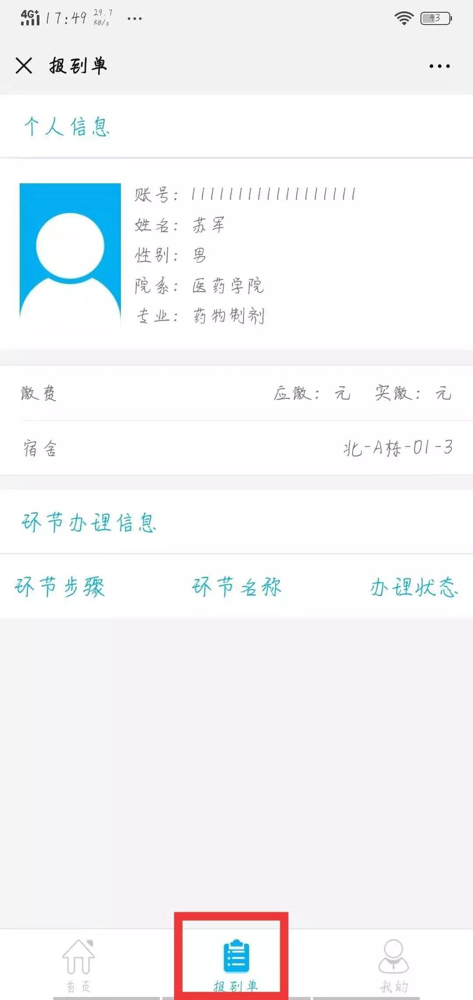 4G+ 17:49 29.7 KB/s ... 43
报到单
个人信息
账号: 111111111111111111
姓名: 苏军
性别: 男
院系: 医药学院
专业: 药物制剂
缴费 应缴: 元 实缴: 元
宿舍 北-A栋-01-3
环节办理信息
环节步骤 环节名称 办理状态
首页 报到单 我的